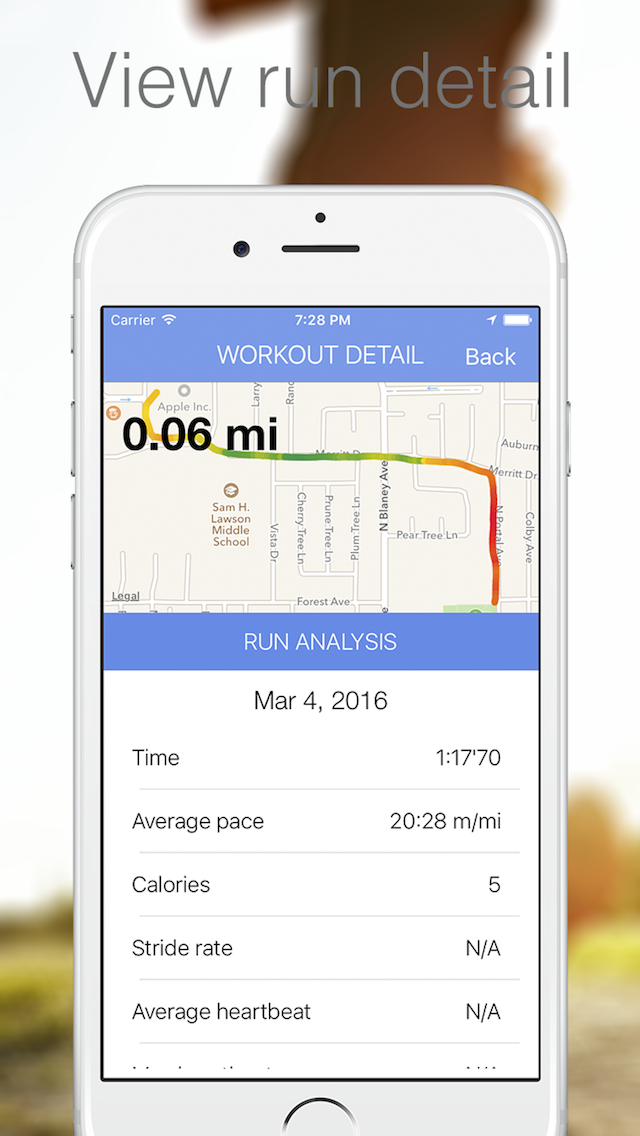 View run detail
Carrier
7:28 PM
WORKOUT DETAIL
Back
Apple Inc.
Larry
0.06 mi
Merritt Dr
Auburn
Merritt Dr.
Sam H.
Lawson
Middle
School
Vista Dr
Cherry Tree Ln
Prune Tree Ln
Plum Tree Ln
N Blaney Ave
Pear Tree Ln
N Portal Ave
Colby Ave
Legal
Forest Ave
RUN ANALYSIS
Mar 4, 2016
Time 1:17'70
Average pace 20:28 m/mi
Calories 5
Stride rate N/A
Average heartbeat N/A